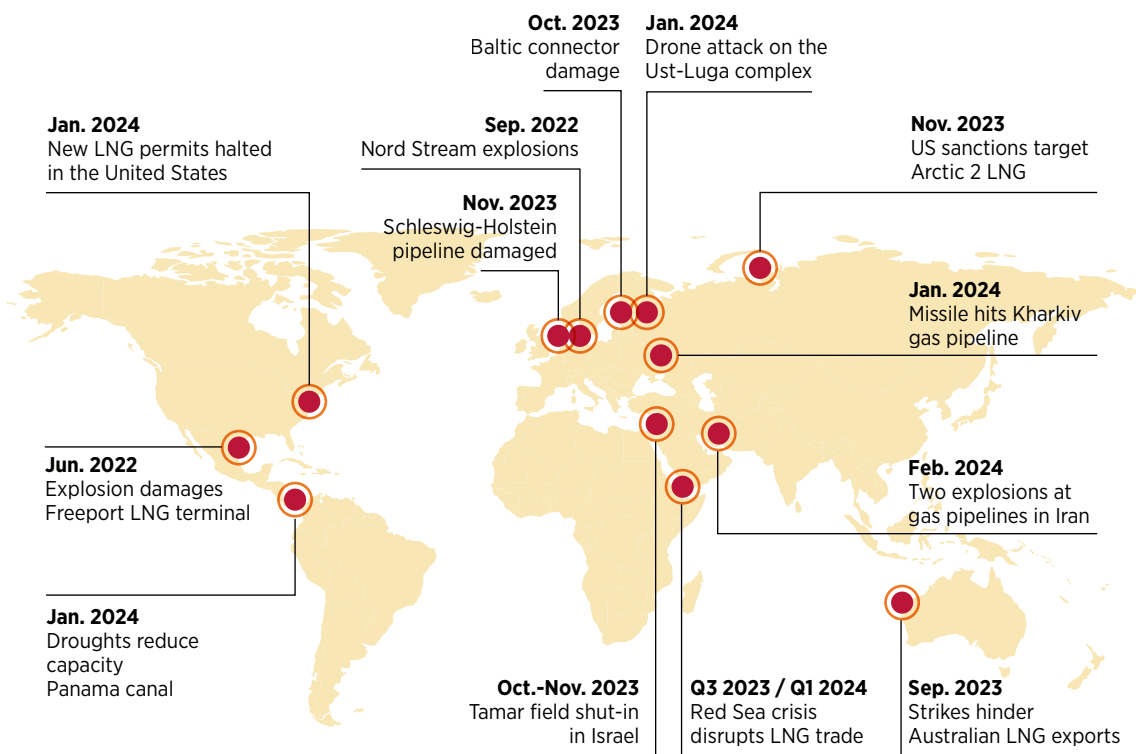 Oct. 2023
Baltic connector
damage
Jan. 2024
Drone attack on the
Ust-Luga complex
Jan. 2024
New LNG permits halted
in the United States
Sep. 2022
Nord Stream explosions
Nov. 2023
US sanctions target
Arctic 2 LNG
Nov. 2023
Schleswig-Holstein
pipeline damaged
Jan. 2024
Missile hits Kharkiv
gas pipeline
Jun. 2022
Explosion damages
Freeport LNG terminal
Feb. 2024
Two explosions at
gas pipelines in Iran
Jan. 2024
Droughts reduce
capacity
Panama canal
Oct.-Nov. 2023
Tamar field shut-in
in Israel
Q3 2023 / Q1 2024
Red Sea crisis
disrupts LNG trade
Sep. 2023
Strikes hinder
Australian LNG exports